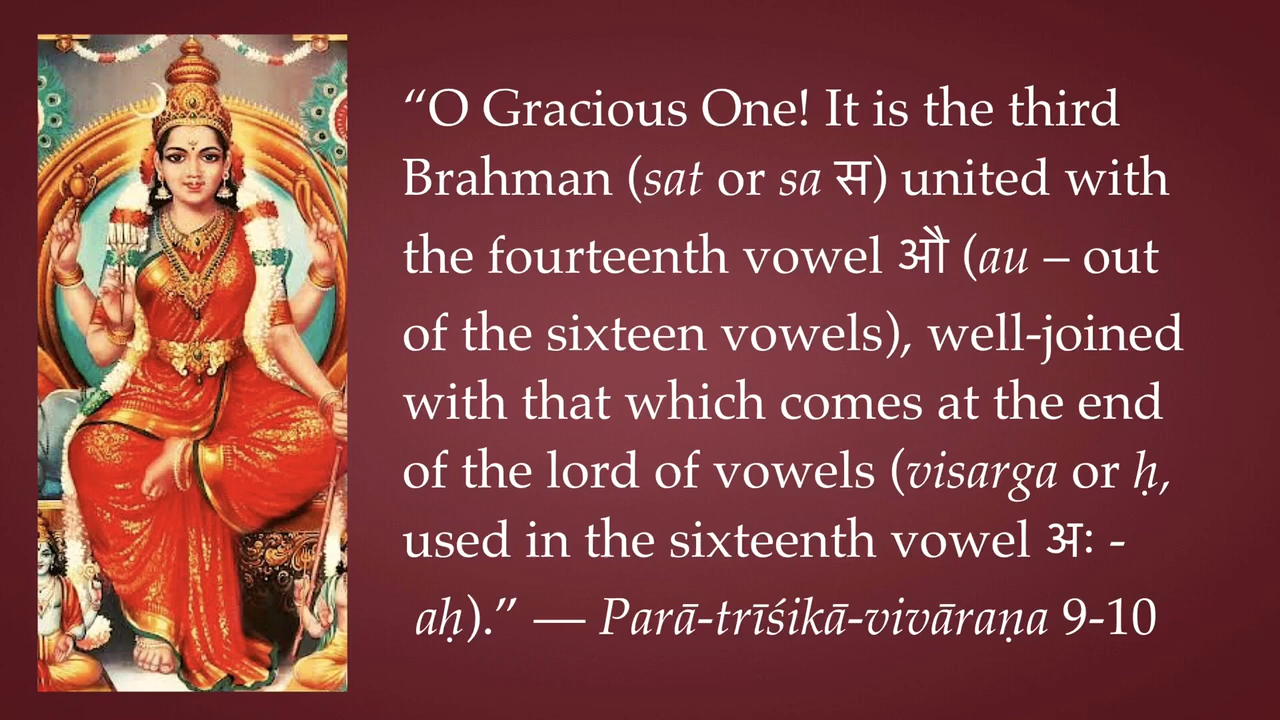 “O Gracious One! It is the third
Brahman (sat or sa स) united with
the fourteenth vowel औ (au – out
of the sixteen vowels), well-joined
with that which comes at the end
of the lord of vowels (visarga or ḥ,
used in the sixteenth vowel अः -
aḥ).” — Parā-trīśikā-vivāraṇa 9-10